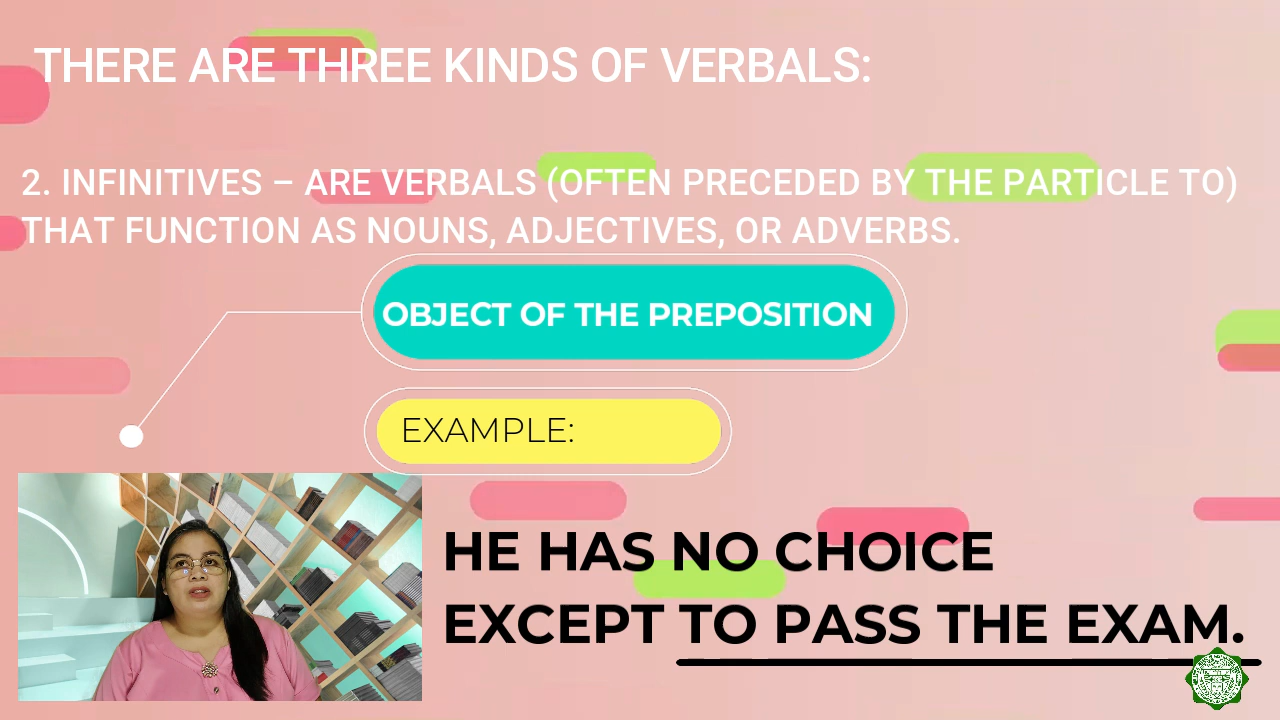 THERE ARE THREE KINDS OF VERBALS:
2. INFINITIVES – ARE VERBALS (OFTEN PRECEDED BY THE PARTICLE TO)
THAT FUNCTION AS NOUNS, ADJECTIVES, OR ADVERBS.
OBJECT OF THE PREPOSITION
EXAMPLE:
HE HAS NO CHOICE
EXCEPT TO PASS THE EXAM.